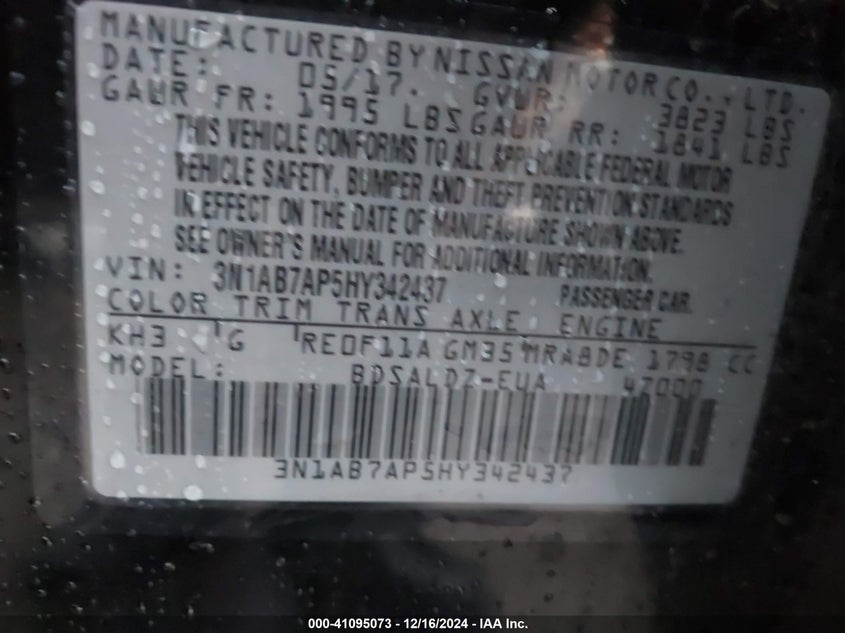 MANUFACTURED BY NISSAN MOTOR CO., LTD.
DATE: 05/17. GVWR: 3823 LBS
GAWR FR: 1995 LBS GAWR RR: 1841 LBS
THIS VEHICLE CONFORMS TO ALL APPLICABLE FEDERAL MOTOR
VEHICLE SAFETY, BUMPER AND THEFT PREVENTION STANDARDS
IN EFFECT ON THE DATE OF MANUFACTURE SHOWN ABOVE.
SEE OWNER'S MANUAL FOR ADDITIONAL INFORMATION.
VIN: 3N1AB7AP5HY342437 PASSENGER CAR.
COLOR TRIM TRANS AXLE ENGINE
KH3 G RE0F11A GM35 MRA8DE 1798 CC
MODEL: BDSALDZ-EUA 47000
3N1AB7AP5HY342437
000-41095073 - 12/16/2024 - IAA Inc.